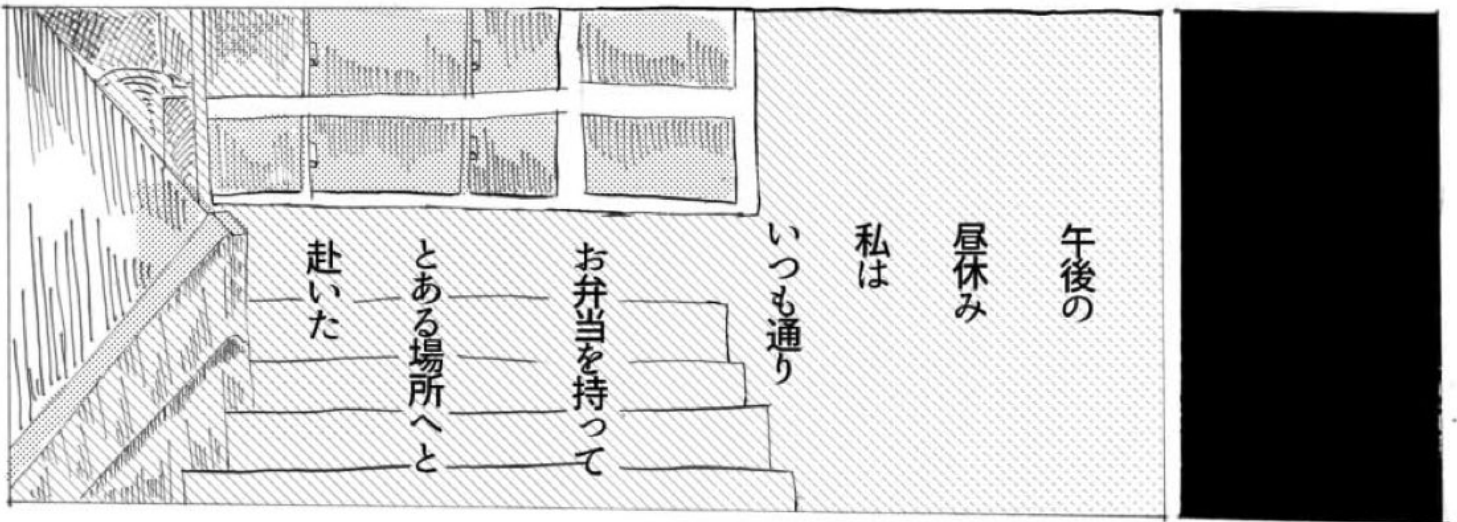 午後の
昼休み
私は
いつも通り
お弁当を持って
とある場所へと
赴いた